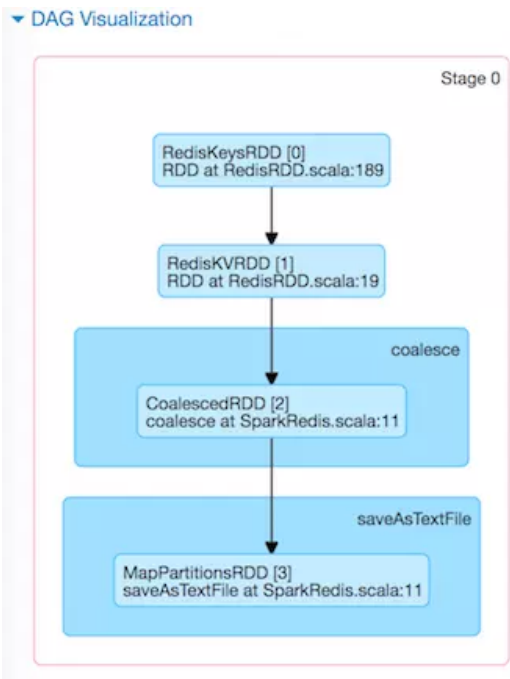 DAG Visualization
Stage 0
RedisKeysRDD [0]
RDD at RedisRDD.scala:189
RedisKVRDD [1]
RDD at RedisRDD.scala:19
coalesce
CoalescedRDD [2]
coalesce at SparkRedis.scala:11
saveAsTextFile
MapPartitionsRDD [3]
saveAsTextFile at SparkRedis.scala:11